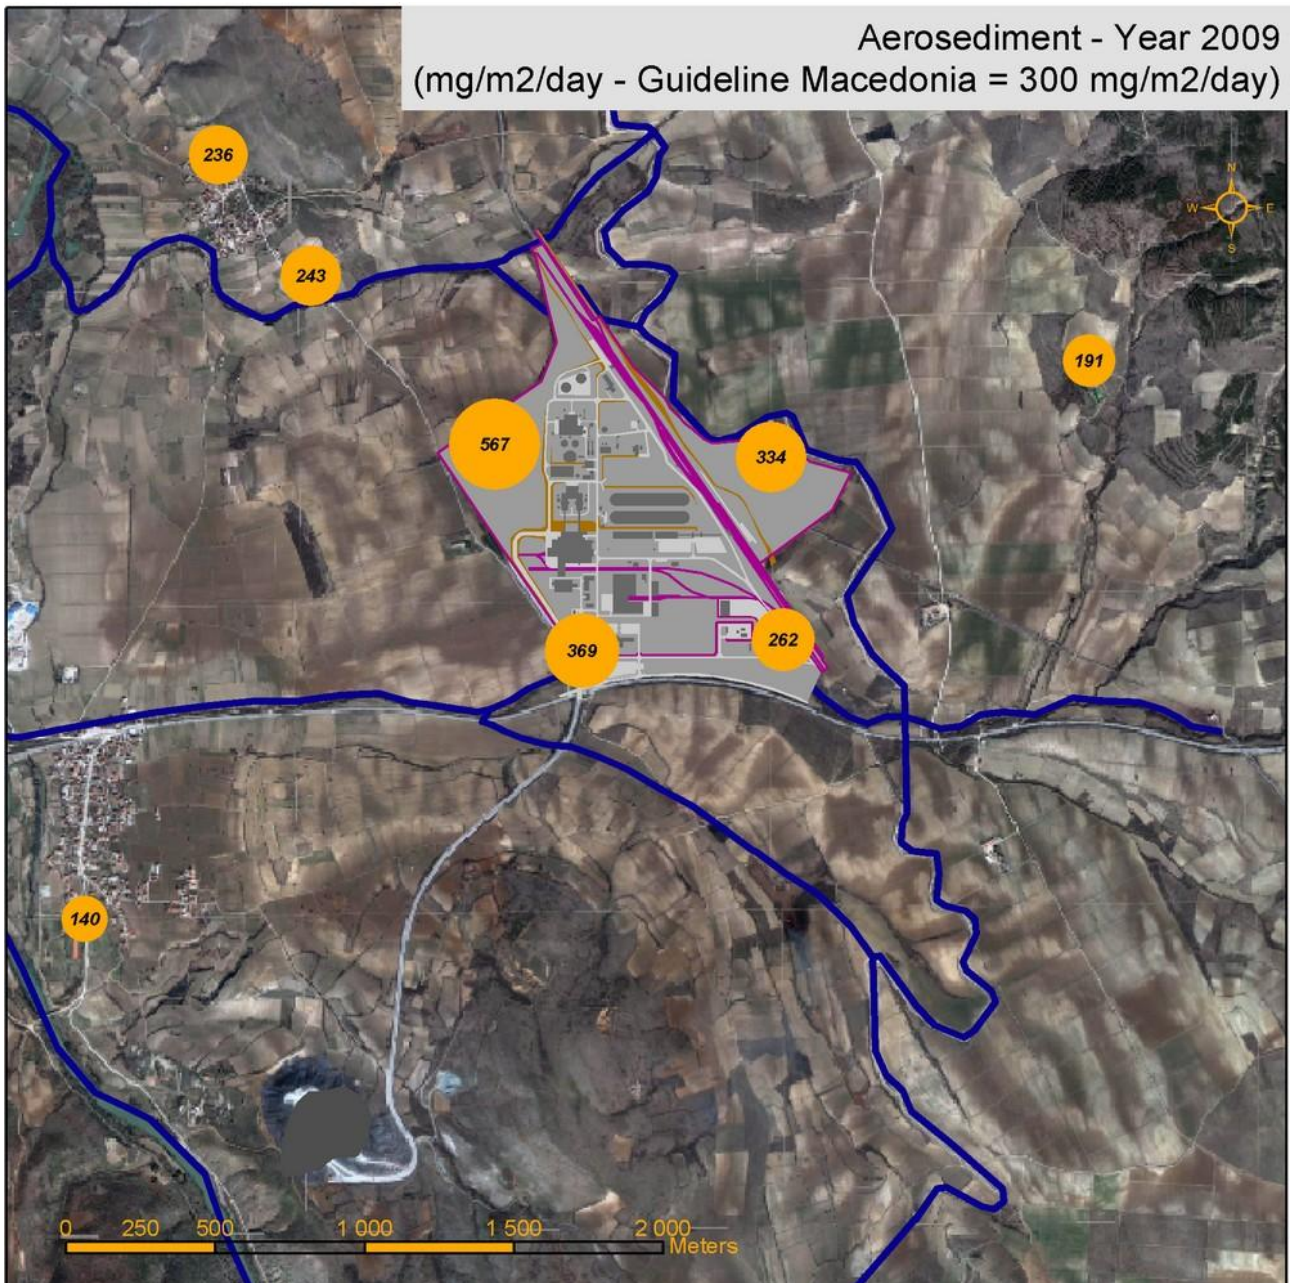 Aerosediment - Year 2009
(mg/m2/day - Guideline Macedonia = 300 mg/m2/day)
236
N
W E
S
243
191
567
334
369
262
140
0 250 500 1 000 1 500 2 000
Meters